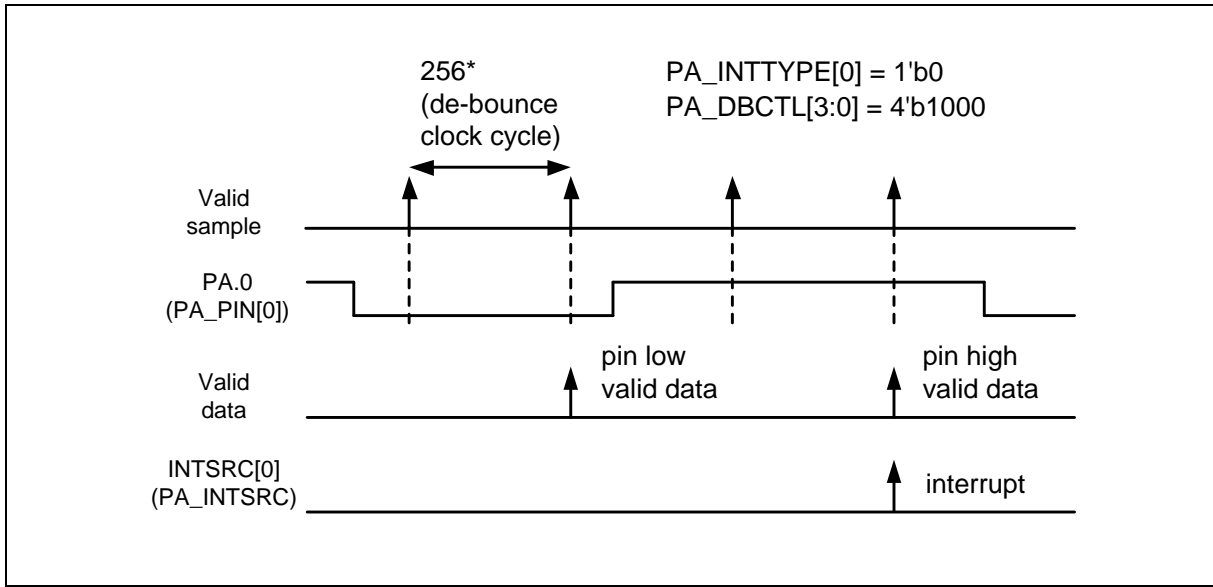 256*
(de-bounce
clock cycle)
PA_INTTYPE[0] = 1'b0
PA_DBCTL[3:0] = 4'b1000
Valid
sample
PA.0
(PA_PIN[0])
pin low
valid data
pin high
valid data
Valid
data
INTSRC[0]
(PA_INTSRC)
interrupt